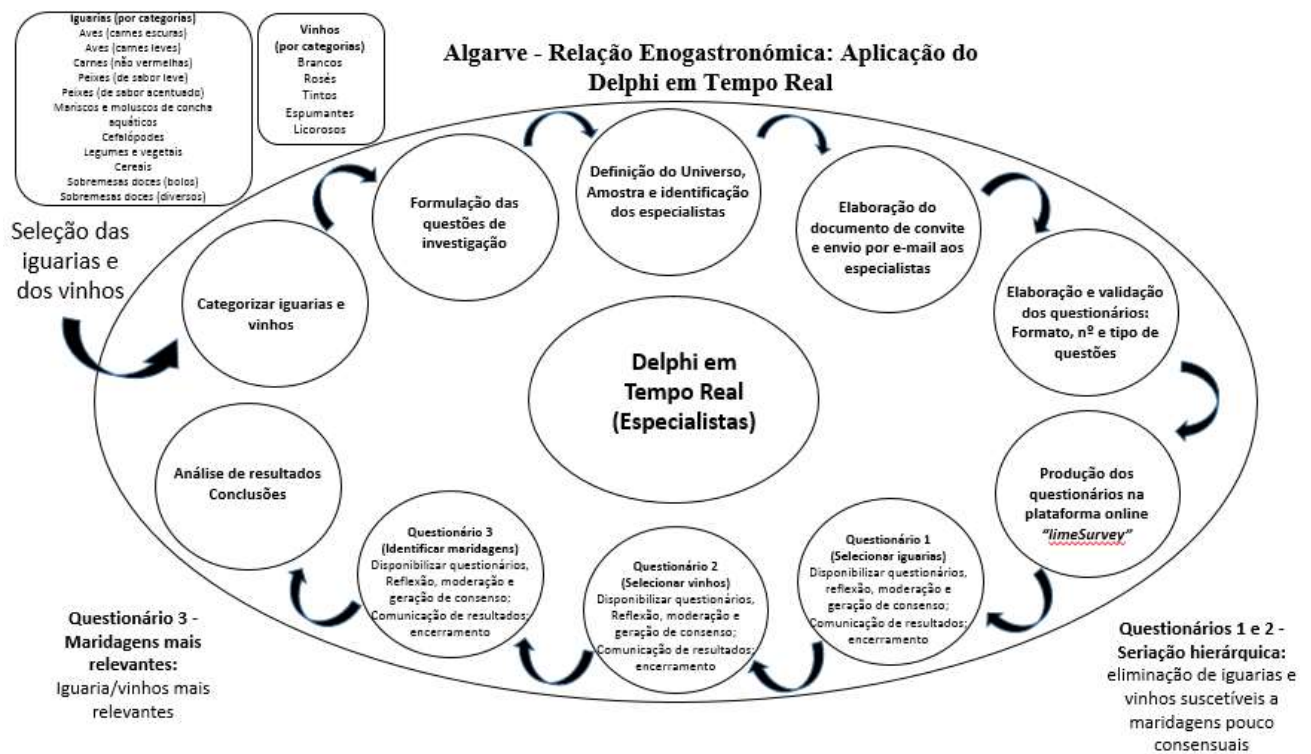 Iguarias (por categorias)
Aves (carnes escuras)
Aves (carnes leves)
Carnes (não vermelhas)
Peixes (de sabor leve)
Peixes (de sabor acentuado)
Mariscos e moluscos de concha
aquáticos
Cefalópodes
Legumes e vegetais
Cereais
Sobremesas doces (bolos)
Sobremesas doces (diversos)
Vinhos
(por categorias)
Brancos
Rosés
Tintos
Espumantes
Licorosos
Algarve - Relação Enogastronómica: Aplicação do
Delphi em Tempo Real
Seleção das
iguarias e
dos vinhos
Categorizar iguarias e
vinhos
Formulação das
questões de
investigação
Definição do Universo,
Amostra e identificação
dos especialistas
Elaboração do
documento de convite
e envio por e-mail aos
especialistas
Elaboração e validação
dos questionários:
Formato, nº e tipo de
questões
Produção dos
questionários na
plataforma online
“limeSurvey”
Questionário 1
(Selecionar iguarias)
Disponibilizar questionários,
reflexão, moderação e
geração de consenso;
Comunicação de resultados;
encerramento
Questionário 2
(Selecionar vinhos)
Disponibilizar questionários,
Reflexão, moderação e
geração de consenso;
Comunicação de resultados;
encerramento
Questionário 3
(Identificar maridagens)
Disponibilizar questionários,
Reflexão, moderação e
geração de consenso;
Comunicação de resultados;
encerramento
Análise de resultados
Conclusões
Delphi em
Tempo Real
(Especialistas)
Questionário 3 -
Maridagens mais
relevantes:
Iguaria/vinhos mais
relevantes
Questionários 1 e 2 -
Seriação hierárquica:
eliminação de iguarias e
vinhos suscetíveis a
maridagens pouco
consensuais